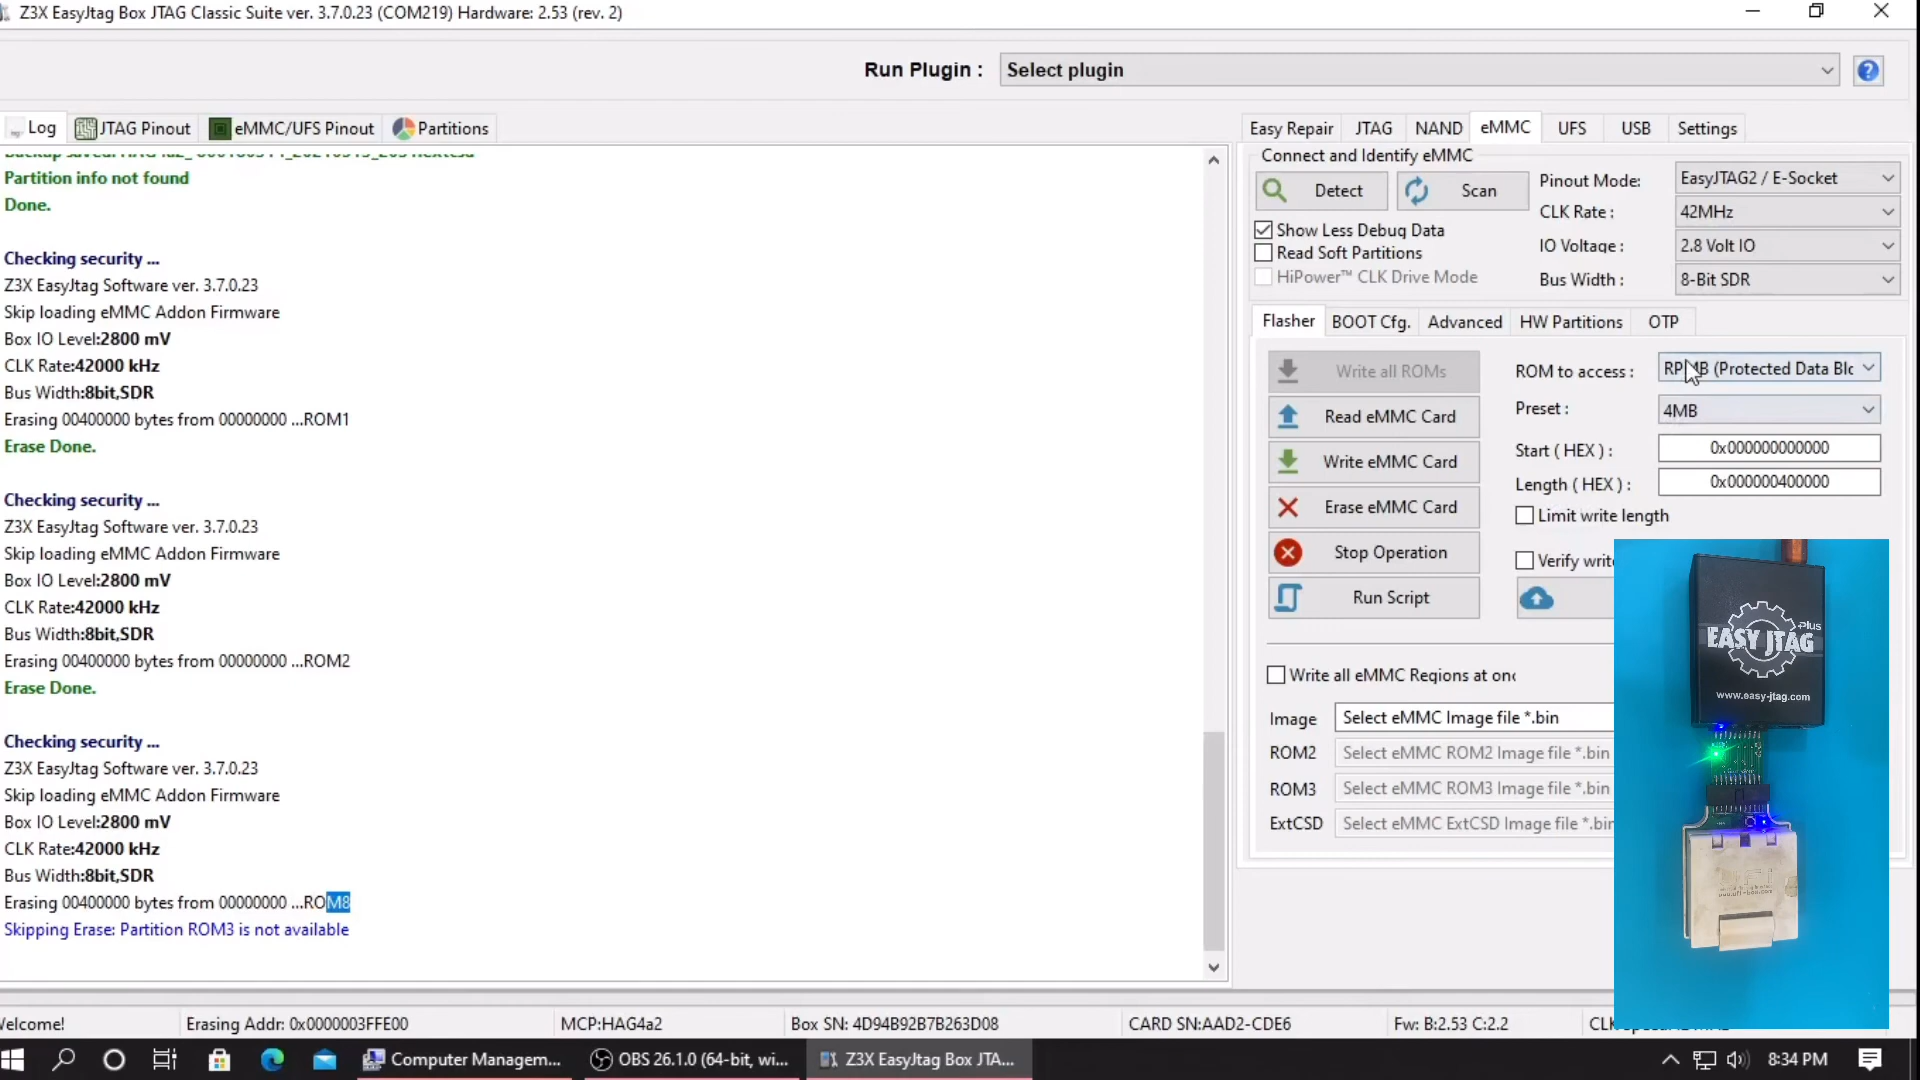 Z3X EasyJtag Box JTAG Classic Suite ver. 3.7.0.23 (COM219) Hardware: 2.53 (rev. 2)
Run Plugin : Select plugin
Log JTAG Pinout eMMC/UFS Pinout Partitions
Partition info not found
Done.
Checking security ...
Z3X EasyJtag Software ver. 3.7.0.23
Skip loading eMMC Addon Firmware
Box IO Level:2800 mV
CLK Rate:42000 kHz
Bus Width:8bit,SDR
Erasing 00400000 bytes from 00000000 ...ROM1
Erase Done.
Checking security ...
Z3X EasyJtag Software ver. 3.7.0.23
Skip loading eMMC Addon Firmware
Box IO Level:2800 mV
CLK Rate:42000 kHz
Bus Width:8bit,SDR
Erasing 00400000 bytes from 00000000 ...ROM2
Erase Done.
Checking security ...
Z3X EasyJtag Software ver. 3.7.0.23
Skip loading eMMC Addon Firmware
Box IO Level:2800 mV
CLK Rate:42000 kHz
Bus Width:8bit,SDR
Erasing 00400000 bytes from 00000000 ...ROM8
Skipping Erase: Partition ROM3 is not available
Easy Repair JTAG NAND eMMC UFS USB Settings
Connect and Identify eMMC
Detect Scan
Show Less Debug Data
Read Soft Partitions
HiPower™ CLK Drive Mode
Pinout Mode: EasyJTAG2 / E-Socket
CLK Rate : 42MHz
IO Voltage : 2.8 Volt IO
Bus Width : 8-Bit SDR
Flasher BOOT Cfg. Advanced HW Partitions OTP
Write all ROMs
Read eMMC Card
Write eMMC Card
Erase eMMC Card
Stop Operation
Run Script
ROM to access : RPMB (Protected Data Blc
Preset : 4MB
Start ( HEX ) : 0x000000000000
Length ( HEX ) : 0x000000400000
Limit write length
Verify write
Write all eMMC Regions at onc
Image Select eMMC Image file *.bin
ROM2 Select eMMC ROM2 Image file *.bin
ROM3 Select eMMC ROM3 Image file *.bin
ExtCSD Select eMMC ExtCSD Image file *.bin
EASY JTAG Plus
www.easy-jtag.com
Welcome! Erasing Addr: 0x0000003FFE00 MCP:HAG4a2 Box SN: 4D94B92B7B263D08 CARD SN:AAD2-CDE6 Fw: B:2.53 C:2.2 CLK
Computer Managem... OBS 26.1.0 (64-bit, wi... Z3X EasyJtag Box JTA... 8:34 PM